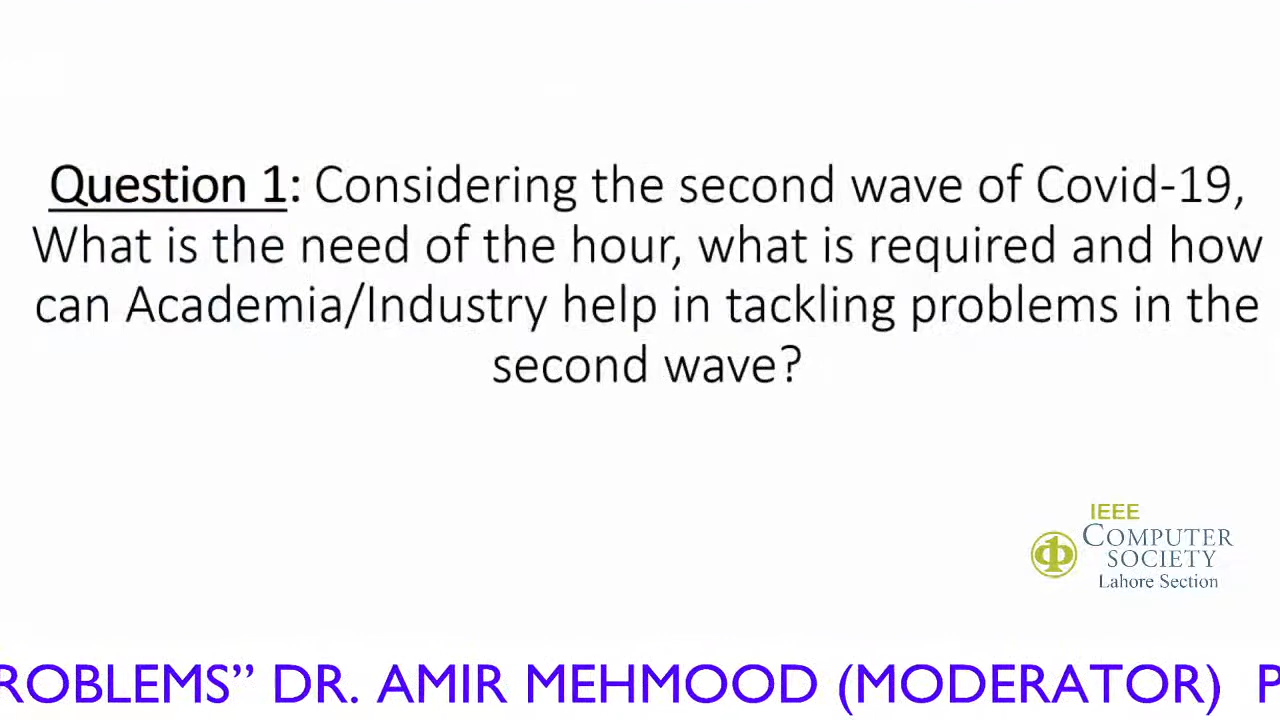 Question 1: Considering the second wave of Covid-19,
What is the need of the hour, what is required and how
can Academia/Industry help in tackling problems in the
second wave?
IEEE
COMPUTER
SOCIETY
Lahore Section
ROBLEMS” DR. AMIR MEHMOOD (MODERATOR) P